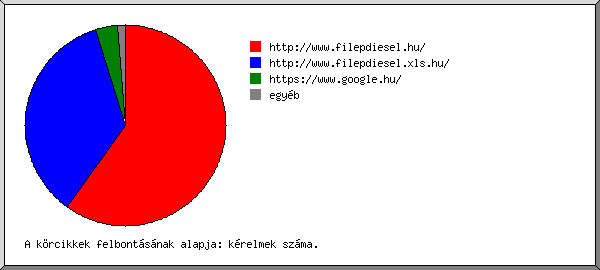 http://www.filepdiesel.hu/
http://www.filepdiesel.xls.hu/
https://www.google.hu/
egyéb
A körcikkek felbontásának alapja: kérelmek száma.